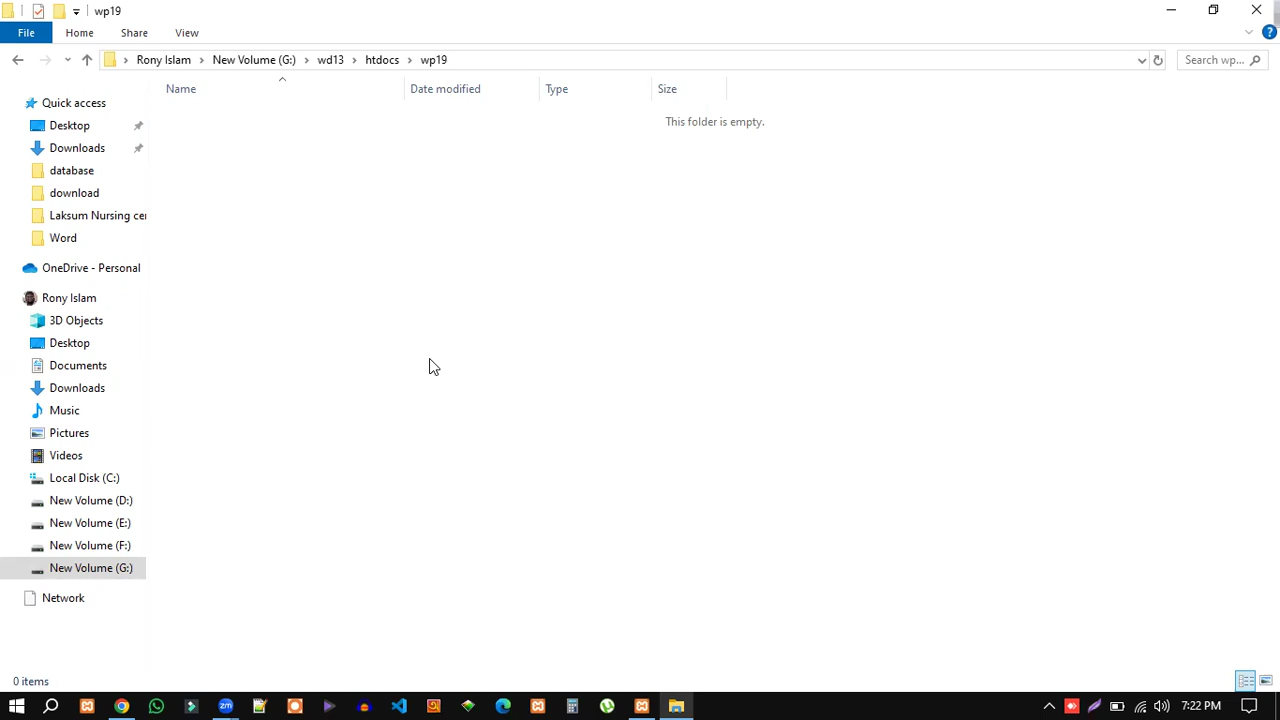 wp19
File Home Share View
Rony Islam New Volume (G:) wd13 htdocs wp19
Search wp...
Name Date modified Type Size
This folder is empty.
Quick access
Desktop
Downloads
database
download
Laksum Nursing cer
Word
OneDrive - Personal
Rony Islam
3D Objects
Desktop
Documents
Downloads
Music
Pictures
Videos
Local Disk (C:)
New Volume (D:)
New Volume (E:)
New Volume (F:)
New Volume (G:)
Network
0 items
zm
7:22 PM